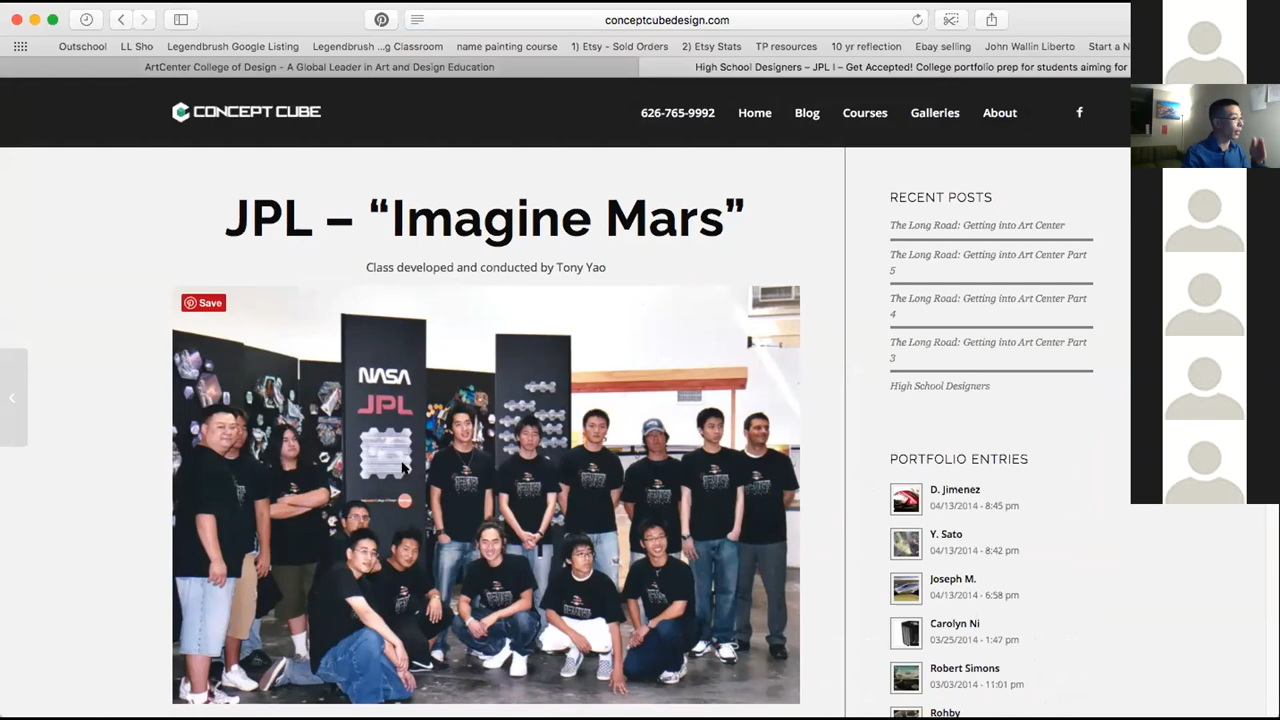 conceptcubedesign.com
Outschool
LL Sho
Legendbrush Google Listing
Legendbrush ...g Classroom
name painting course
1) Etsy - Sold Orders
2) Etsy Stats
TP resources
10 yr reflection
Ebay selling
John Wallin Liberto
Start a N
ArtCenter College of Design - A Global Leader in Art and Design Education
High School Designers – JPL I – Get Accepted! College portfolio prep for students aiming for
CONCEPT CUBE
626-765-9992
Home
Blog
Courses
Galleries
About
JPL – “Imagine Mars”
Class developed and conducted by Tony Yao
Save
NASA
JPL
RECENT POSTS
The Long Road: Getting into Art Center
The Long Road: Getting into Art Center Part
5
The Long Road: Getting into Art Center Part
4
The Long Road: Getting into Art Center Part
3
High School Designers
PORTFOLIO ENTRIES
D. Jimenez
04/13/2014 - 8:45 pm
Y. Sato
04/13/2014 - 8:42 pm
Joseph M.
04/13/2014 - 6:58 pm
Carolyn Ni
03/25/2014 - 1:47 pm
Robert Simons
03/03/2014 - 11:01 pm
Rohby